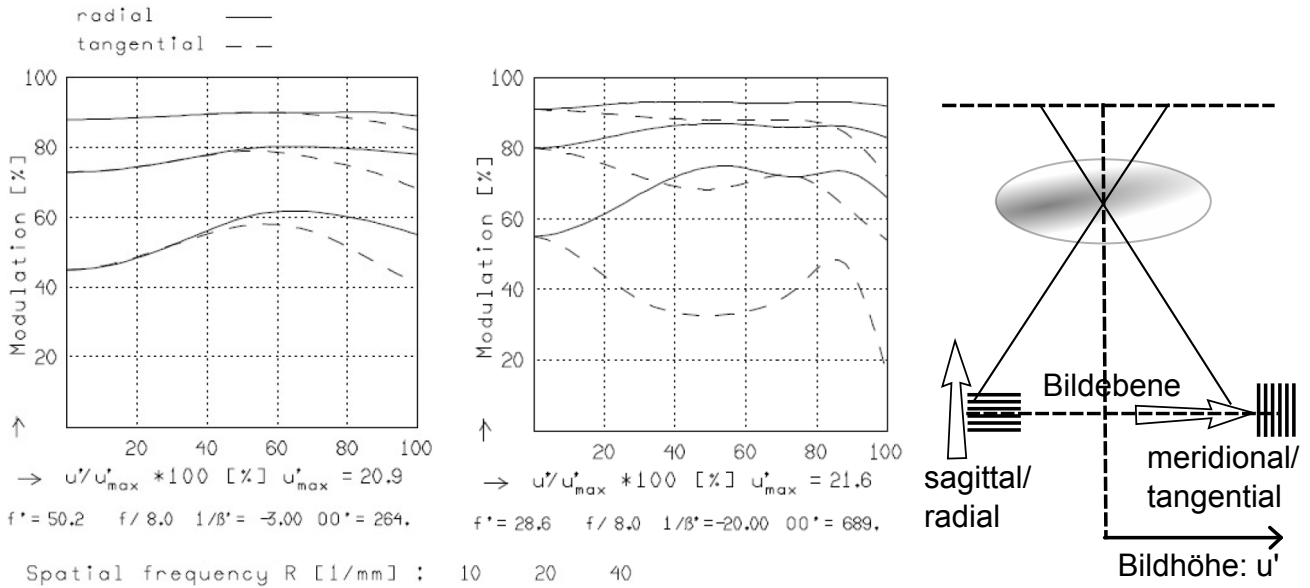 radial
tangential
100
80
60
40
20
Modulation [%]
20 40 60 80 100
u'/u'max *100 [%] u'max = 20.9
f' = 50.2 f/ 8.0 1/ß' = -3.00 OO' = 264.
100
80
60
40
20
Modulation [%]
20 40 60 80 100
u'/u'max *100 [%] u'max = 21.6
f' = 28.6 f/ 8.0 1/ß' = -20.00 OO' = 689.
Spatial frequency R [1/mm] : 10 20 40
Bildebene
sagittal/
radial
meridional/
tangential
Bildhöhe: u'